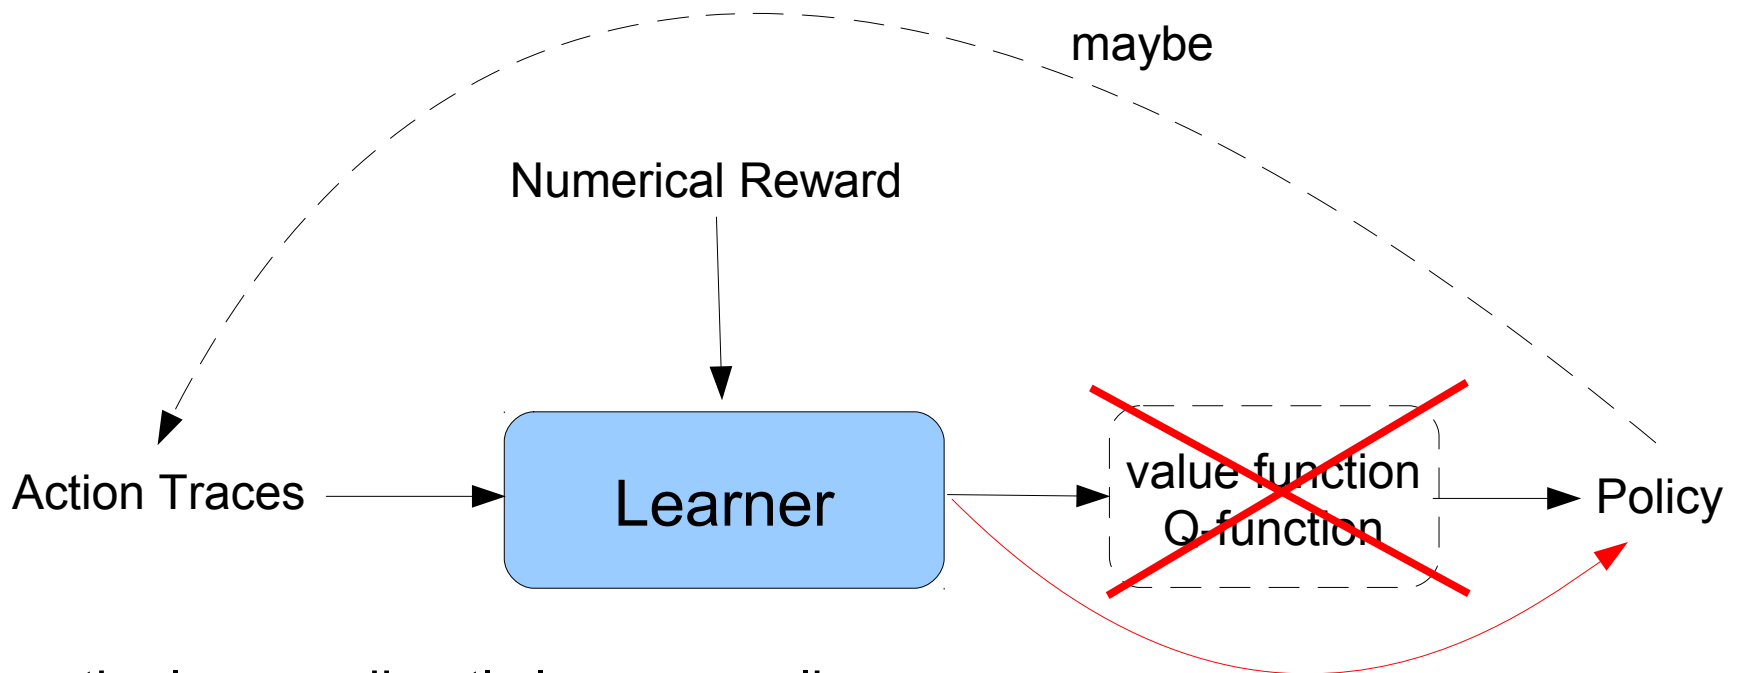 maybe
Numerical Reward
Action Traces
Learner
value function
Q-function
Policy